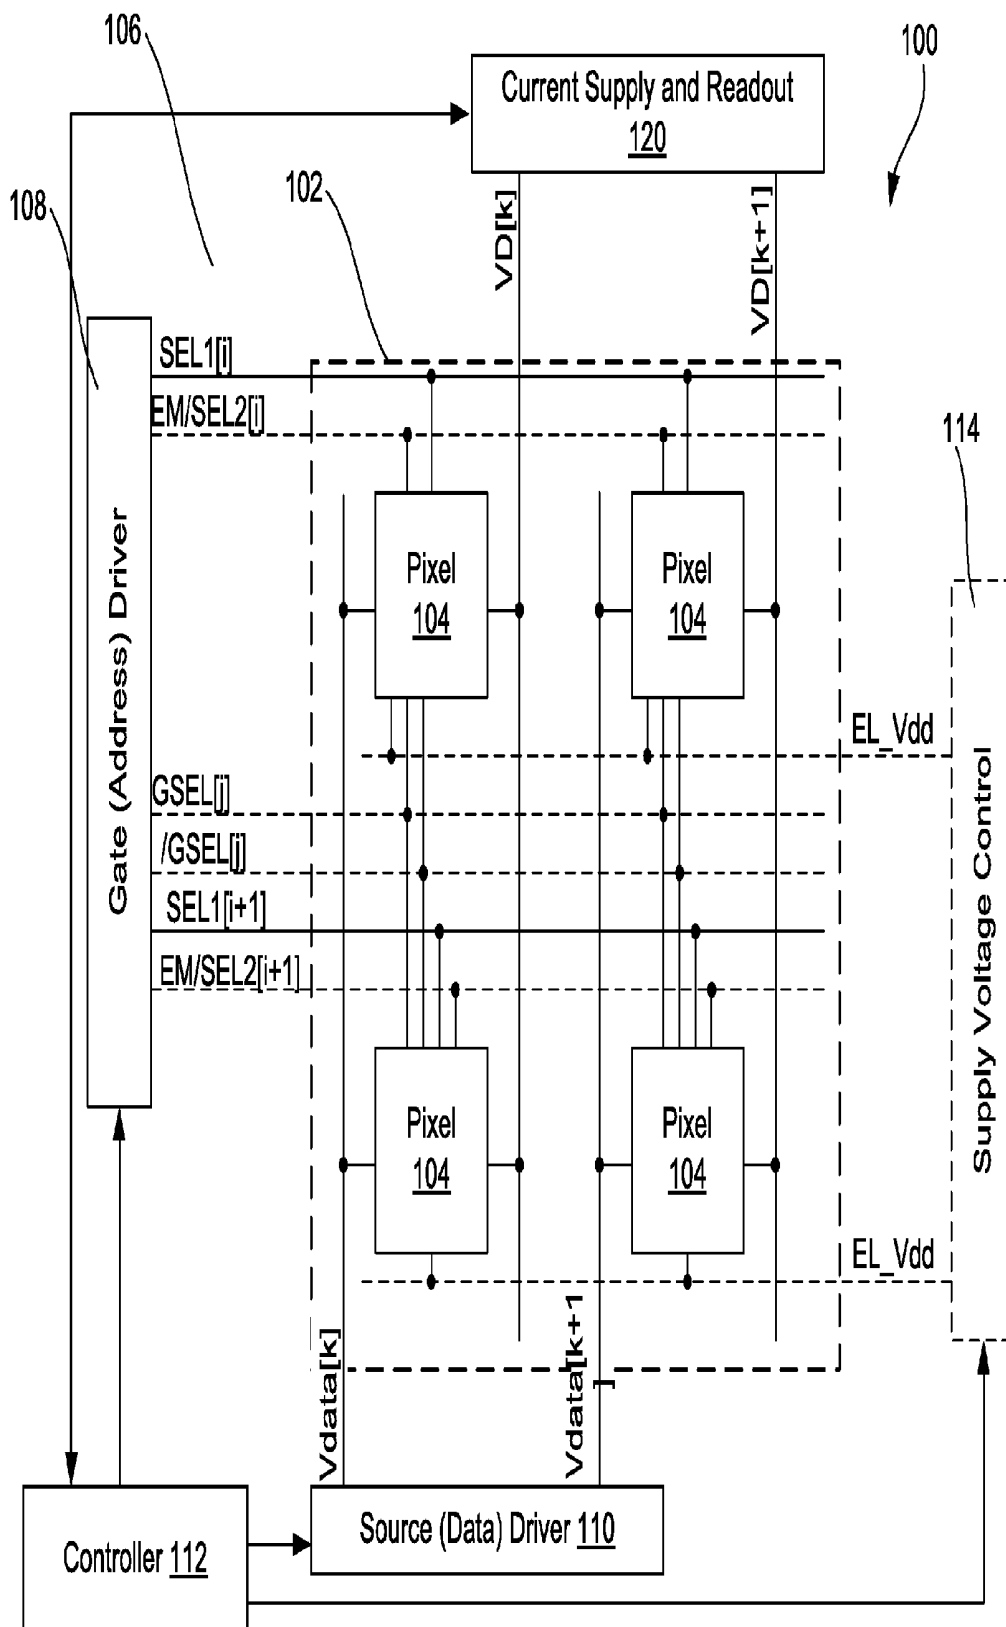 106
Current Supply and Readout
120
100
108
102
VD[k]
VD[k+1]
SEL1[i]
EM/SEL2[i]
114
Pixel
104
Pixel
104
Gate (Address) Driver
EL_Vdd
GSEL[j]
/GSEL[j]
SEL1[i+1]
EM/SEL2[i+1]
Supply Voltage Control
Pixel
104
Pixel
104
EL_Vdd
Vdata[k]
Vdata[k+1
]
Source (Data) Driver 110
Controller 112